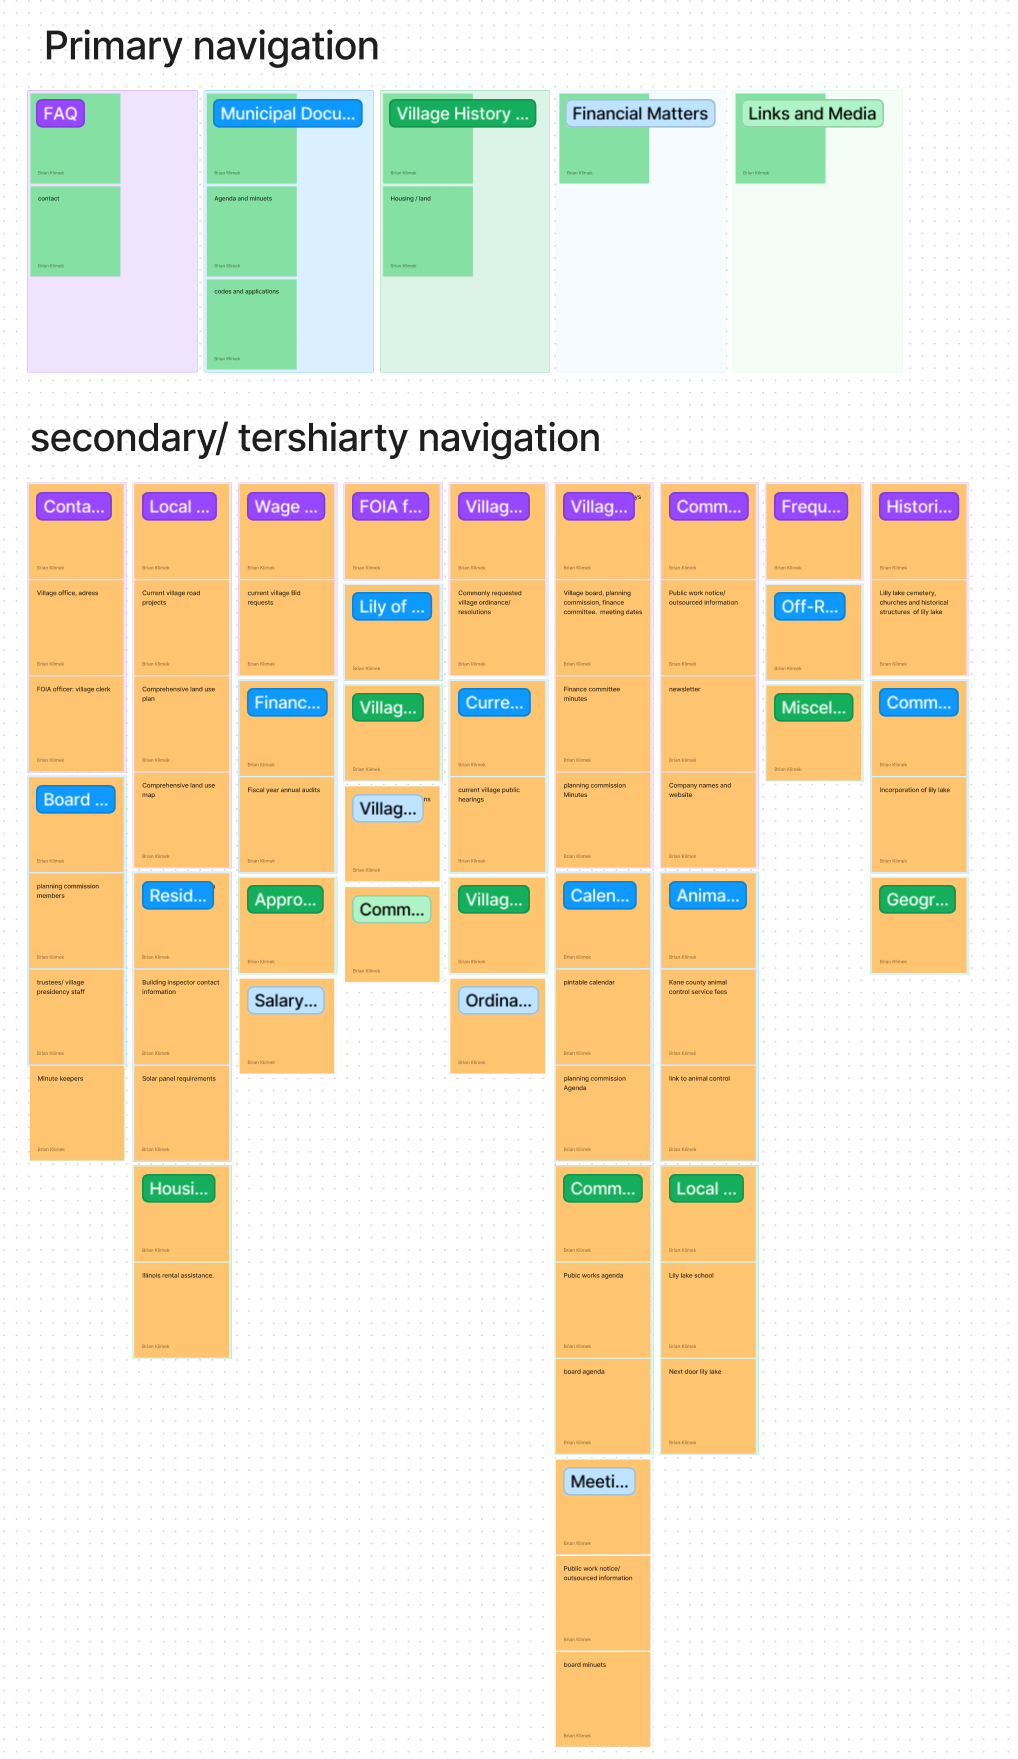 Primary navigation
FAQ
Brian Klimek
contact
Brian Klimek
Municipal Docu...
Brian Klimek
Agenda and minuets
Brian Klimek
codes and applications
Brian Klimek
Village History ...
Brian Klimek
Housing / land
Brian Klimek
Financial Matters
Brian Klimek
Links and Media
Brian Klimek
secondary/ tershiarty navigation
Conta...
Brian Klimek
Village office, adrees
Brian Klimek
FOIA officer: village clerk
Brian Klimek
Board ...
Brian Klimek
planning commission
members
Brian Klimek
trustees/ village
presidency staff
Brian Klimek
Minute keepers
Brian Klimek
Local ...
Brian Klimek
Current village road
projects
Brian Klimek
Comprehensive land use
plan
Brian Klimek
Comprehensive land use
map
Brian Klimek
Resid...
Brian Klimek
Building inspector contact
information
Brian Klimek
Solar panel requirements
Brian Klimek
Housi...
Brian Klimek
Illinois rental assistance.
Brian Klimek
Wage ...
Brian Klimek
current village Bid
requests
Brian Klimek
Financ...
Brian Klimek
Fiscal year annual audits
Brian Klimek
Appro...
Brian Klimek
Salary...
Brian Klimek
FOIA f...
Brian Klimek
Lily of ...
Brian Klimek
Villag...
Brian Klimek
Villag...
ns
Brian Klimek
Comm...
Brian Klimek
Villag...
Brian Klimek
Commonly requested
village ordinance/
resolutions
Brian Klimek
Curre...
Brian Klimek
current village public
hearings
Brian Klimek
Villag...
Brian Klimek
Ordina...
Brian Klimek
Villag...
ys
Brian Klimek
Village board, planning
commission, finance
committee. meeting dates
Brian Klimek
Finance committee
minutes
Brian Klimek
planning commission
Minutes
Brian Klimek
Calen...
Brian Klimek
pintable calendar
Brian Klimek
planning commission
Agenda
Brian Klimek
Comm...
Brian Klimek
Pubic works agenda
Brian Klimek
board agenda
Brian Klimek
Meeti...
Brian Klimek
Public work notice/
outsourced information
Brian Klimek
board minuets
Brian Klimek
Comm...
Brian Klimek
Public work notice/
outsourced information
Brian Klimek
newsletter
Brian Klimek
Company names and
website
Brian Klimek
Anima...
Brian Klimek
Kane county animal
control service fees
Brian Klimek
link to animal control
Brian Klimek
Local ...
Brian Klimek
Lily lake school
Brian Klimek
Next door lily lake
Brian Klimek
Frequ...
Brian Klimek
Off-R...
Brian Klimek
Miscel...
Brian Klimek
Histori...
Brian Klimek
Lilly lake cemetery,
churches and historical
structures of lily lake
Brian Klimek
Comm...
Brian Klimek
Incorporation of lily lake
Brian Klimek
Geogr...
Brian Klimek